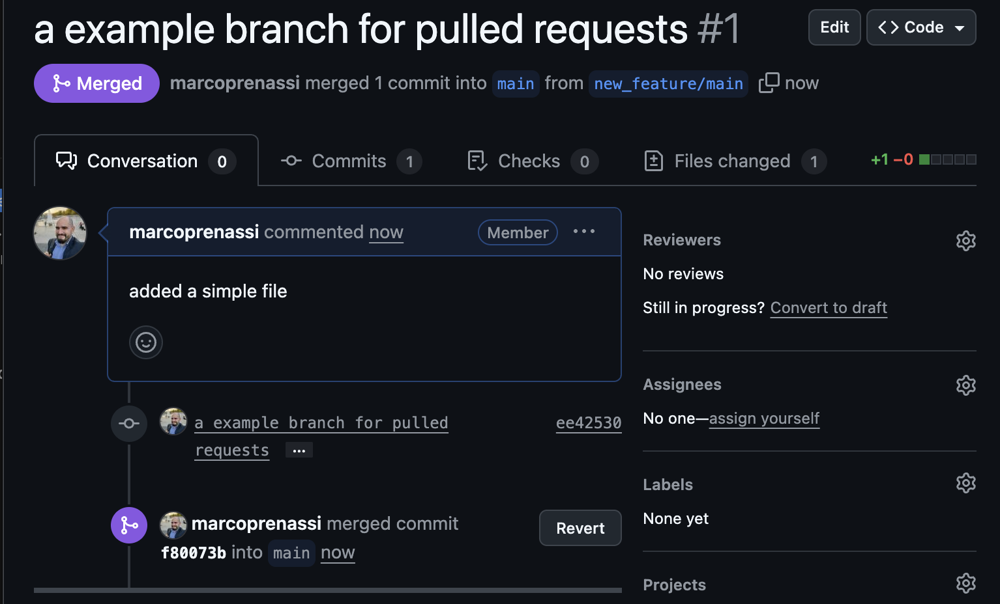 a example branch for pulled requests #1
Edit
Code
Merged
marcoprenassi merged 1 commit into main from new_feature/main now
Conversation 0
Commits 1
Checks 0
Files changed 1
+1 −0
marcoprenassi commented now
Member
added a simple file
a example branch for pulled
requests
ee42530
marcoprenassi merged commit
f80073b into main now
Revert
Reviewers
No reviews
Still in progress? Convert to draft
Assignees
No one—assign yourself
Labels
None yet
Projects